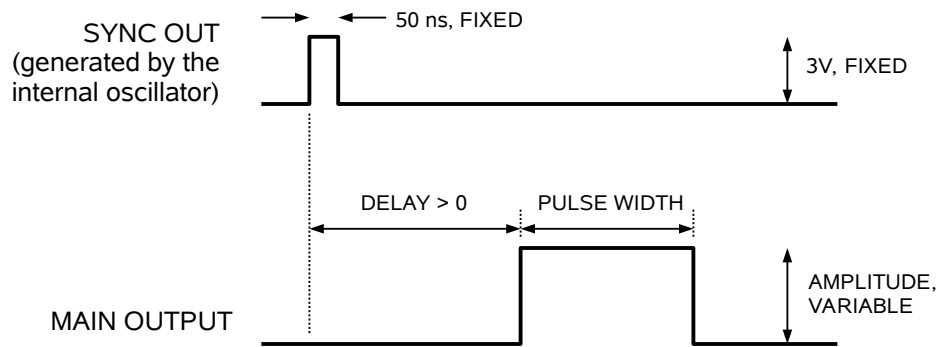 50 ns, FIXED
SYNC OUT
(generated by the
internal oscillator)
3V, FIXED
DELAY > 0
PULSE WIDTH
AMPLITUDE,
VARIABLE
MAIN OUTPUT